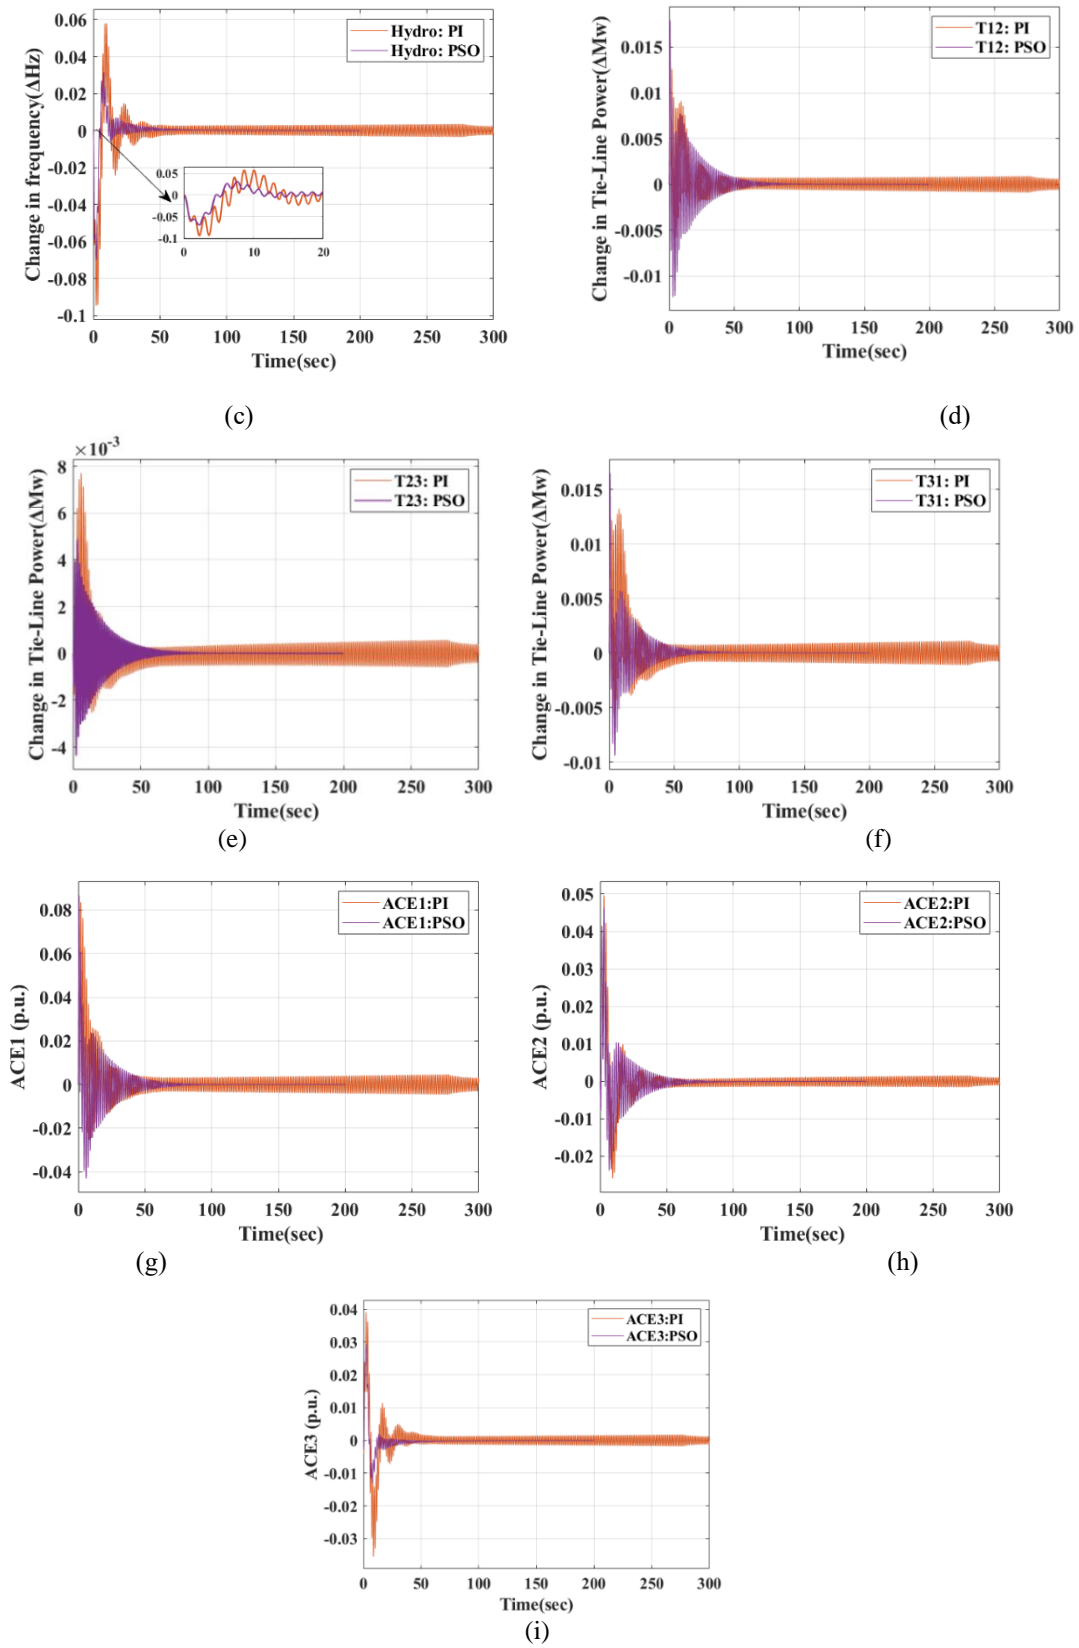 0.06
0.04
0.02
0
-0.02
-0.04
-0.06
-0.08
-0.1
Change in frequency(ΔHz)
Hydro: PI
Hydro: PSO
0.05
0
-0.05
-0.1
0 10 20
0 50 100 150 200 250 300
Time(sec)
(c)
0.015
0.01
0.005
0
-0.005
-0.01
Change in Tie-Line Power(ΔMw)
T12: PI
T12: PSO
0 50 100 150 200 250 300
Time(sec)
(d)
×10-3
8
6
4
2
0
-2
-4
Change in Tie-Line Power(ΔMw)
T23: PI
T23: PSO
0 50 100 150 200 250 300
Time(sec)
(e)
0.015
0.01
0.005
0
-0.005
-0.01
Change in Tie-Line Power(ΔMw)
T31: PI
T31: PSO
0 50 100 150 200 250 300
Time(sec)
(f)
0.08
0.06
0.04
0.02
0
-0.02
-0.04
ACE1 (p.u.)
ACE1:PI
ACE1:PSO
0 50 100 150 200 250 300
Time(sec)
(g)
0.05
0.04
0.03
0.02
0.01
0
-0.01
-0.02
ACE2 (p.u.)
ACE2:PI
ACE2:PSO
0 50 100 150 200 250 300
Time(sec)
(h)
0.04
0.03
0.02
0.01
0
-0.01
-0.02
-0.03
ACE3 (p.u.)
ACE3:PI
ACE3:PSO
0 50 100 150 200 250 300
Time(sec)
(i)